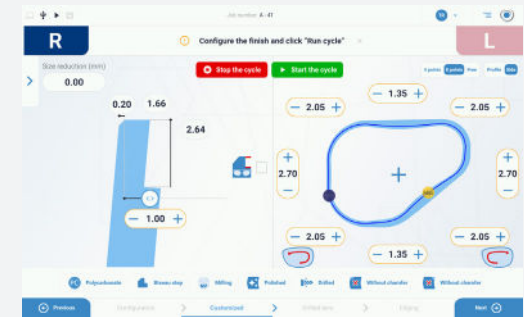 Job number A - 41
R
Configure the finish and click "Run cycle"
L
Size reduction (mm)
0.00
Stop the cycle
Start the cycle
0.20 1.66
2.64
1.00
1.35
2.05
2.05
2.70
2.70
2.05
2.05
1.35
Polycarbonate
Milling
Polished
Drilled
Without chamfer
Without chamfer
Previous
Configuration
Customized
Edging
Next